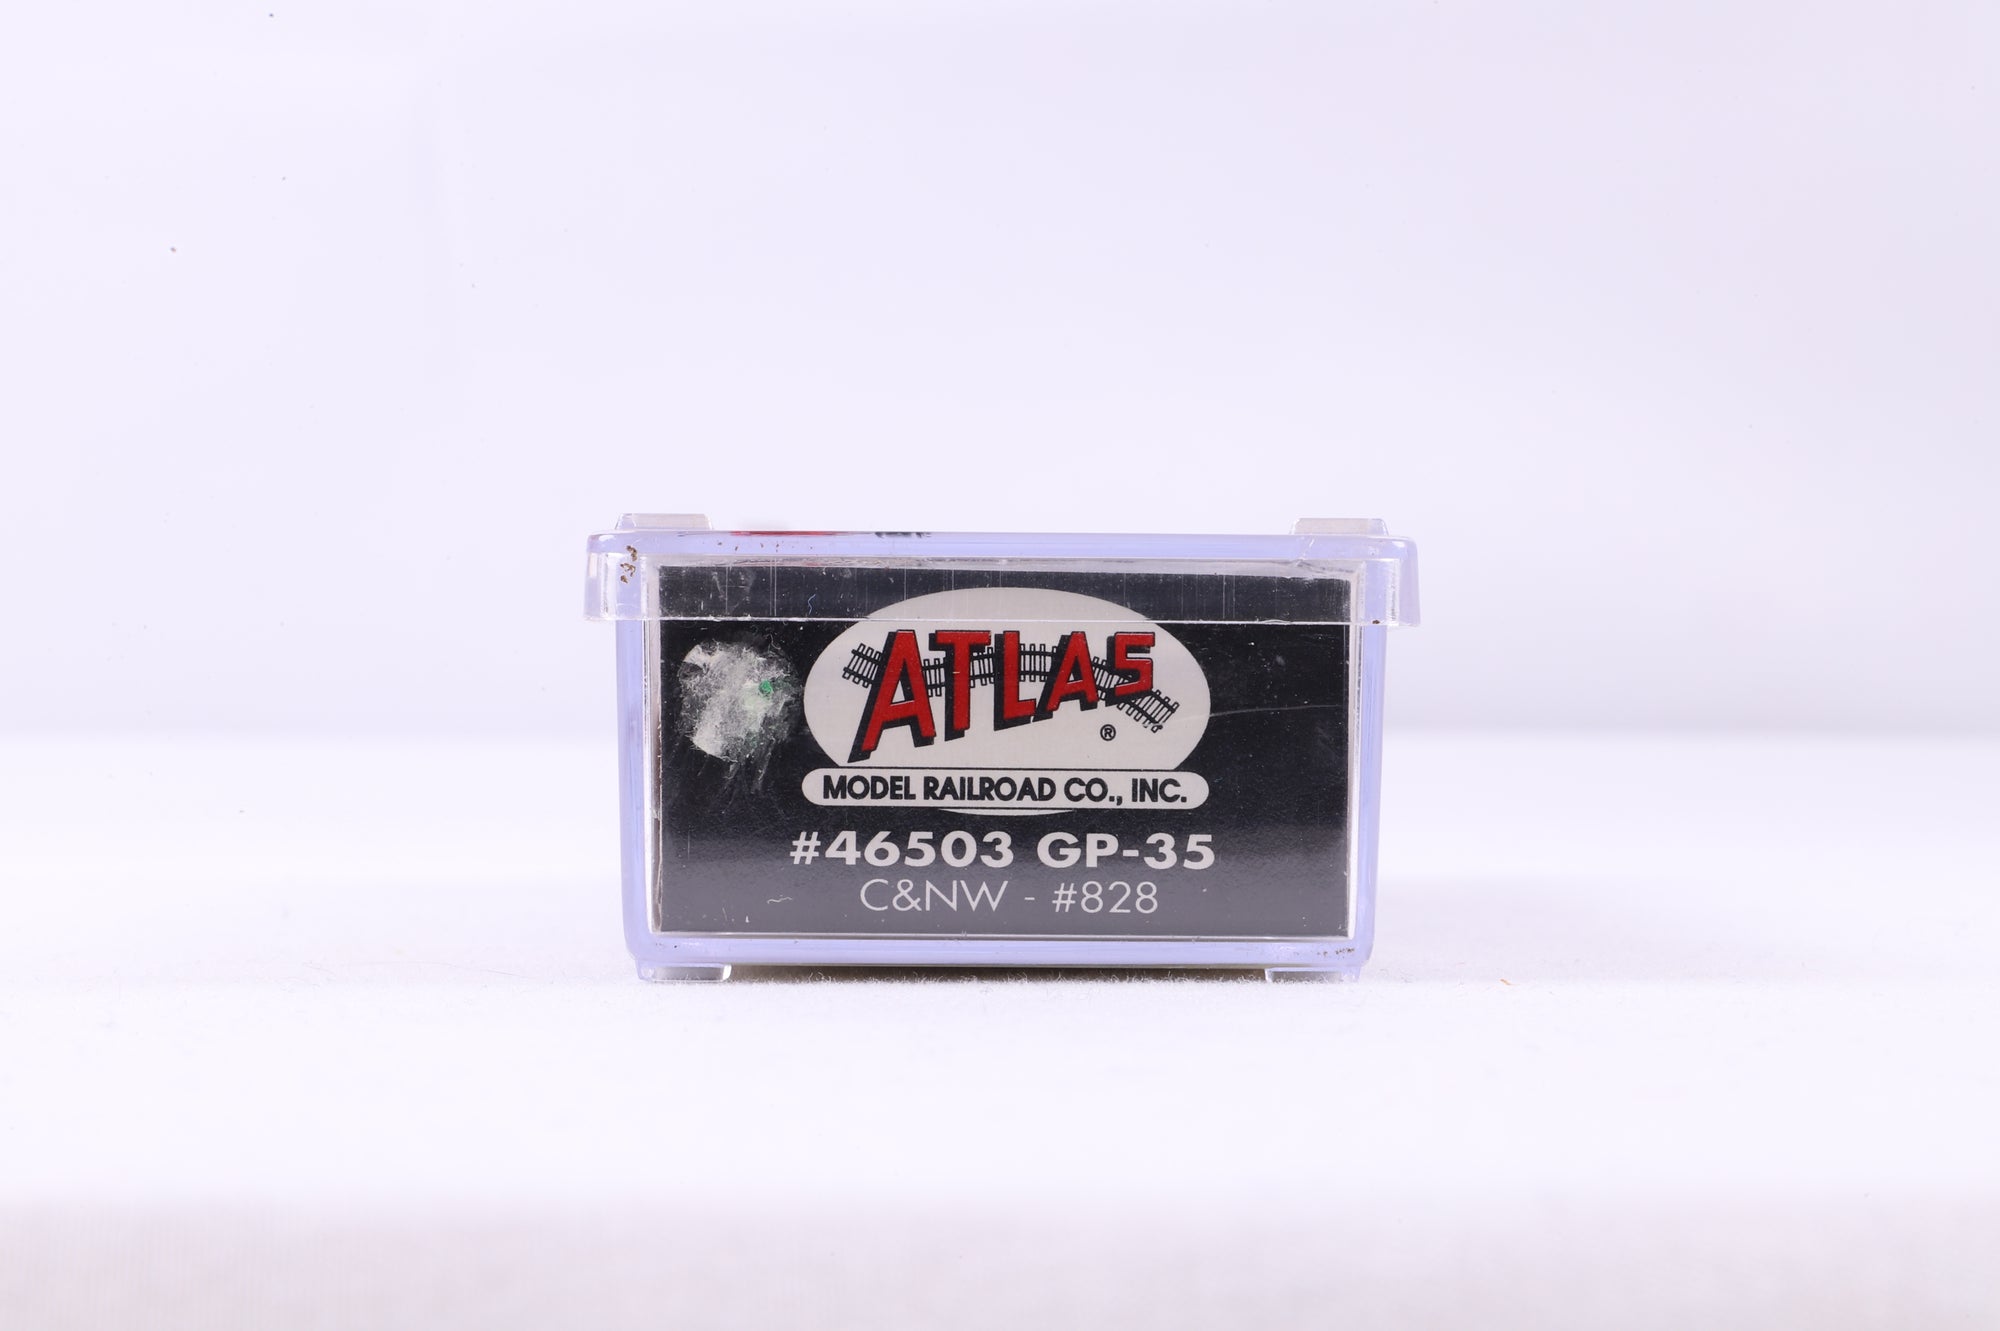 ATLAS
®
MODEL RAILROAD CO., INC.
#46503 GP-35
C&NW - #828